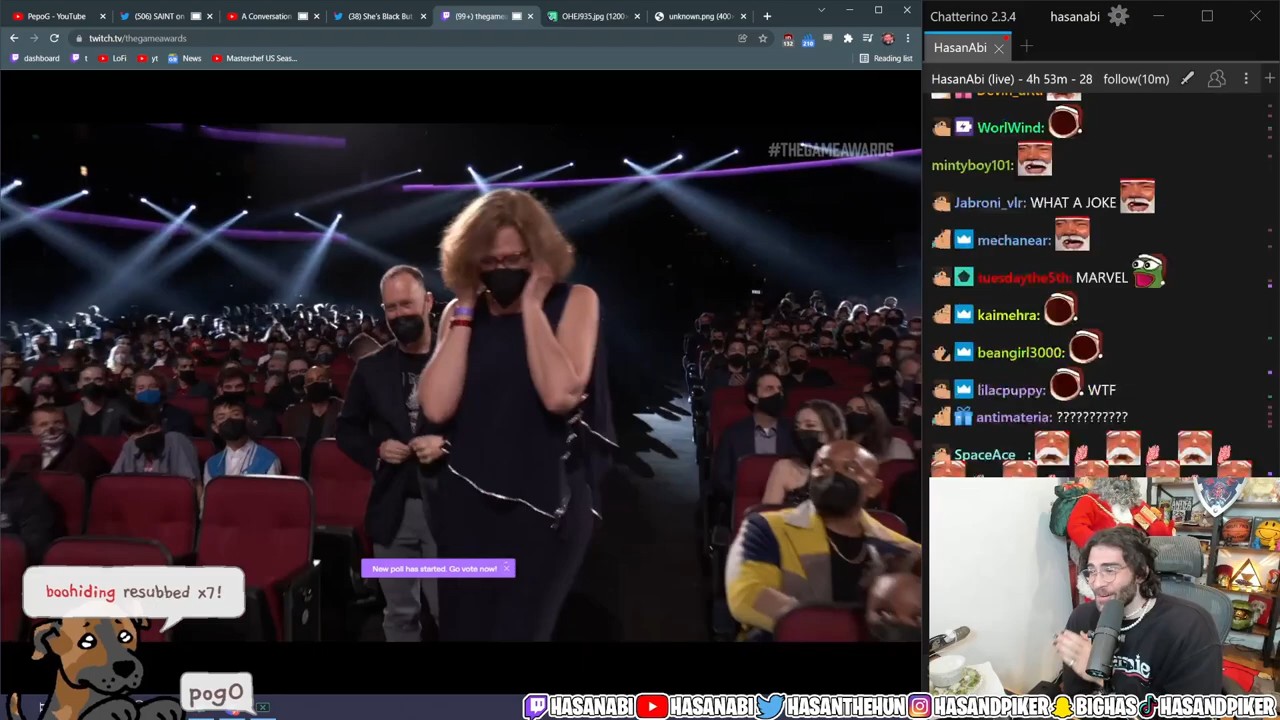 PepoG - YouTube
(506) SAINT on
A Conversation
(38) She's Black But
(99+) thegame
OHEJ935.jpg (1200×
unknown.png (400×
Chatterino 2.3.4
hasanabi
twitch.tv/thegameawards
HasanAbi
dashboard
t
LoFi
yt
News
Masterchef US Seas...
Reading list
HasanAbi (live) - 4h 53m - 28
follow(10m)
#THEGAMEAWARDS
WorlWind:
mintyboy101:
Jabroni_vlr: WHAT A JOKE
mechanear:
tuesdaythe5th: MARVEL
kaimehra:
beangirl3000:
lilacpuppy: WTF
antimateria: ???????????
SpaceAce :
New poll has started. Go vote now!
boohiding resubbed x7!
pogO
HASANABI
HASANABI
HASANTHEHUN
HASANDPIKER
BIGHAS
HASANDPIKER